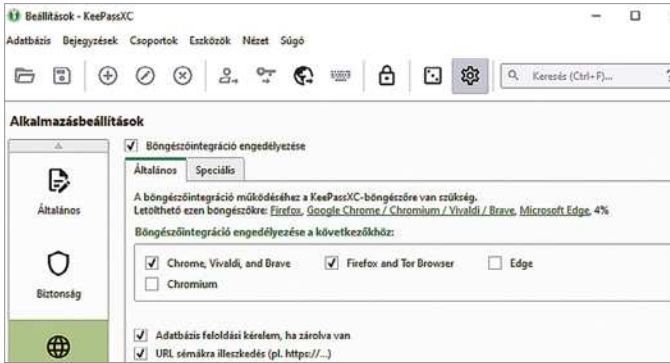 Beállítások - KeePassXC
Adatbázis Bejegyzések Csoportok Eszközök Nézet Súgó
Keresés (Ctrl+F)...
?
Alkalmazásbeállítások
Böngészőintegráció engedélyezése
Általános Speciális
A böngészőintegráció működéséhez a KeePassXC-böngészőre van szükség.
Letölthető ezen böngészőkre: Firefox, Google Chrome / Chromium / Vivaldi / Brave, Microsoft Edge, 4%
Böngészőintegráció engedélyezése a következőkhöz:
Chrome, Vivaldi, and Brave Firefox and Tor Browser Edge
Chromium
Adatbázis feloldási kérelem, ha zárolva van
URL sémákra illeszkedés (pl. https://...)
Általános
Biztonság